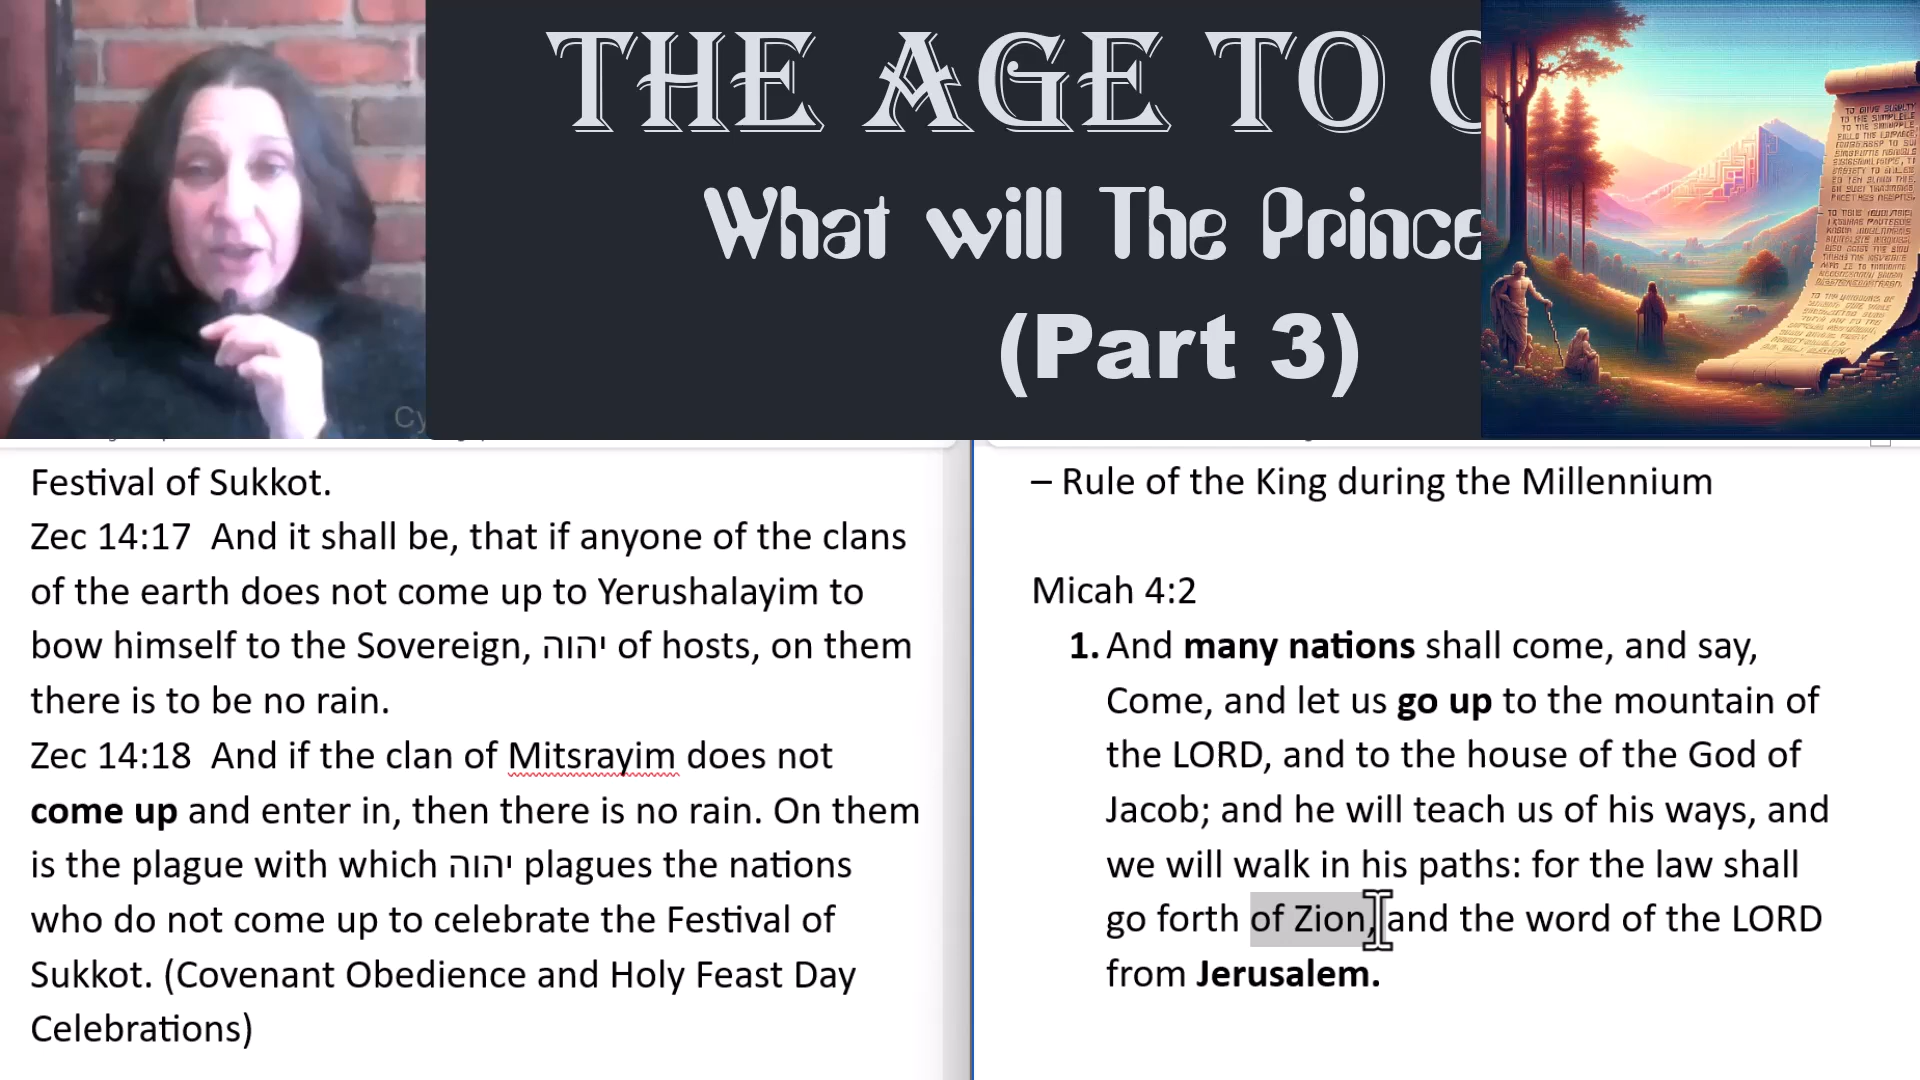 THE AGE TO
What will The Prince
(Part 3)
Cy
Festival of Sukkot.
Zec 14:17 And it shall be, that if anyone of the clans
of the earth does not come up to Yerushalayim to
bow himself to the Sovereign, יהוה of hosts, on them
there is to be no rain.
Zec 14:18 And if the clan of Mitsrayim does not
come up and enter in, then there is no rain. On them
is the plague with which יהוה plagues the nations
who do not come up to celebrate the Festival of
Sukkot. (Covenant Obedience and Holy Feast Day
Celebrations)
– Rule of the King during the Millennium
Micah 4:2
1. And many nations shall come, and say,
Come, and let us go up to the mountain of
the LORD, and to the house of the God of
Jacob; and he will teach us of his ways, and
we will walk in his paths: for the law shall
go forth of Zion, and the word of the LORD
from Jerusalem.